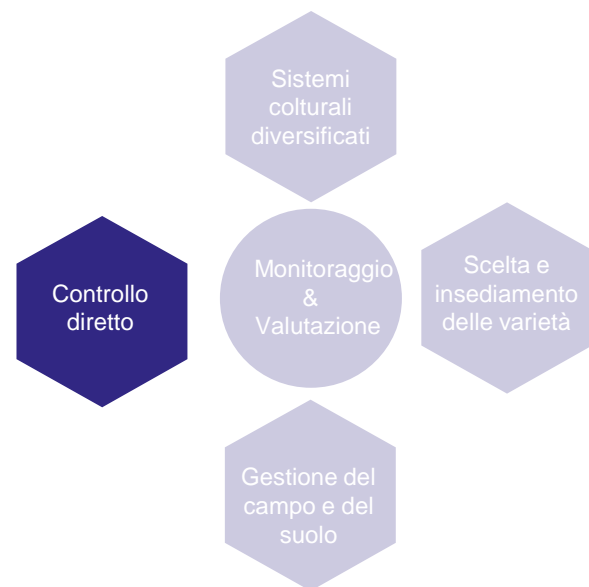 Sistemi
colturali
diversificati
Controllo
diretto
Monitoraggio
&
Valutazione
Scelta e
insediamento
delle varietà
Gestione del
campo e del
suolo